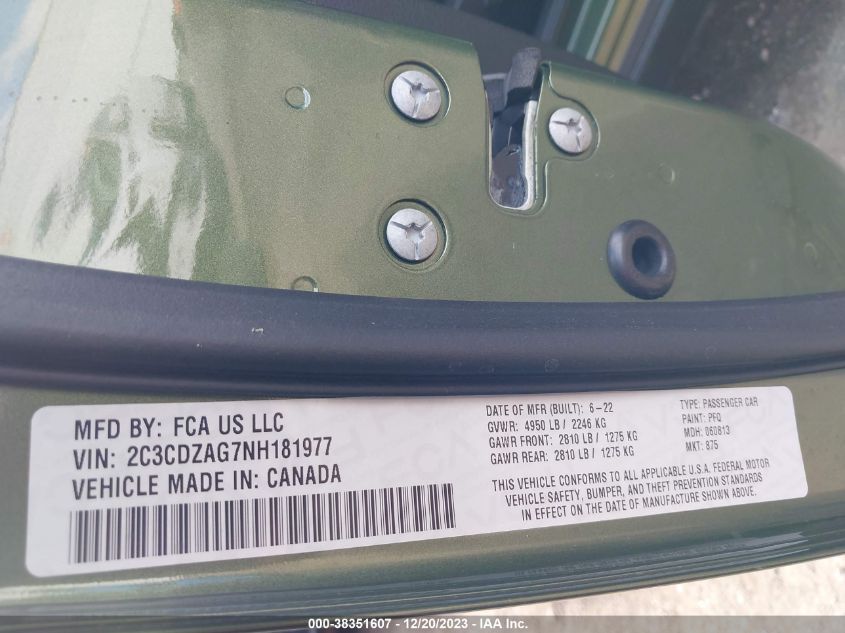 MFD BY: FCA US LLC
VIN: 2C3CDZAG7NH181977
VEHICLE MADE IN: CANADA
DATE OF MFR (BUILT): 6-22
GVWR: 4950 LB / 2246 KG
GAWR FRONT: 2810 LB / 1275 KG
GAWR REAR: 2810 LB / 1275 KG
TYPE: PASSENGER CAR
PAINT: PFQ
MDH: 060813
MKT: 875
THIS VEHICLE CONFORMS TO ALL APPLICABLE U.S.A. FEDERAL MOTOR
VEHICLE SAFETY, BUMPER, AND THEFT PREVENTION STANDARDS
IN EFFECT ON THE DATE OF MANUFACTURE SHOWN ABOVE.
000-38351607 - 12/20/2023 - IAA Inc.